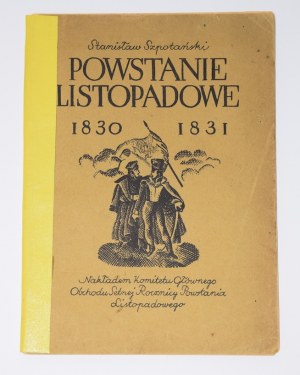 Stanisław Szpotański
POWSTANIE
LISTOPADOWE
1830 1831
Nakładem Komitetu Głównego
Obchodu Setnej Rocznicy Powstania
Listopadowego